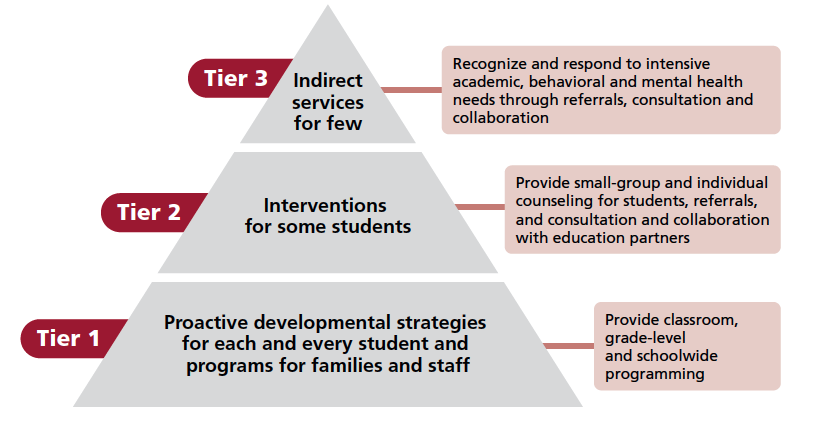 Tier 3
Indirect
services
for few
Recognize and respond to intensive
academic, behavioral and mental health
needs through referrals, consultation and
collaboration
Tier 2
Interventions
for some students
Provide small-group and individual
counseling for students, referrals,
and consultation and collaboration
with education partners
Tier 1
Proactive developmental strategies
for each and every student and
programs for families and staff
Provide classroom,
grade-level
and schoolwide
programming